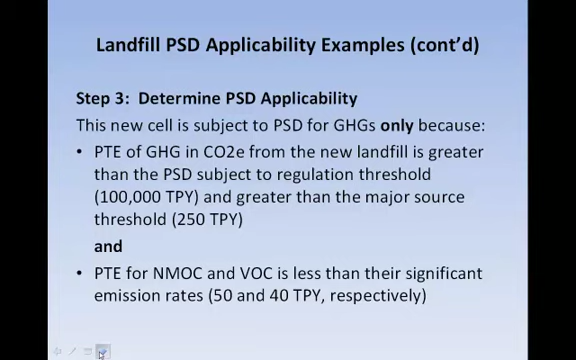 Landfill PSD Applicability Examples (cont’d)
Step 3:  Determine PSD Applicability
This new cell is subject to PSD for GHGs only because:
• PTE of GHG in CO2e from the new landfill is greater
than the PSD subject to regulation threshold
(100,000 TPY) and greater than the major source
threshold (250 TPY)
and
• PTE for NMOC and VOC is less than their significant
emission rates (50 and 40 TPY, respectively)